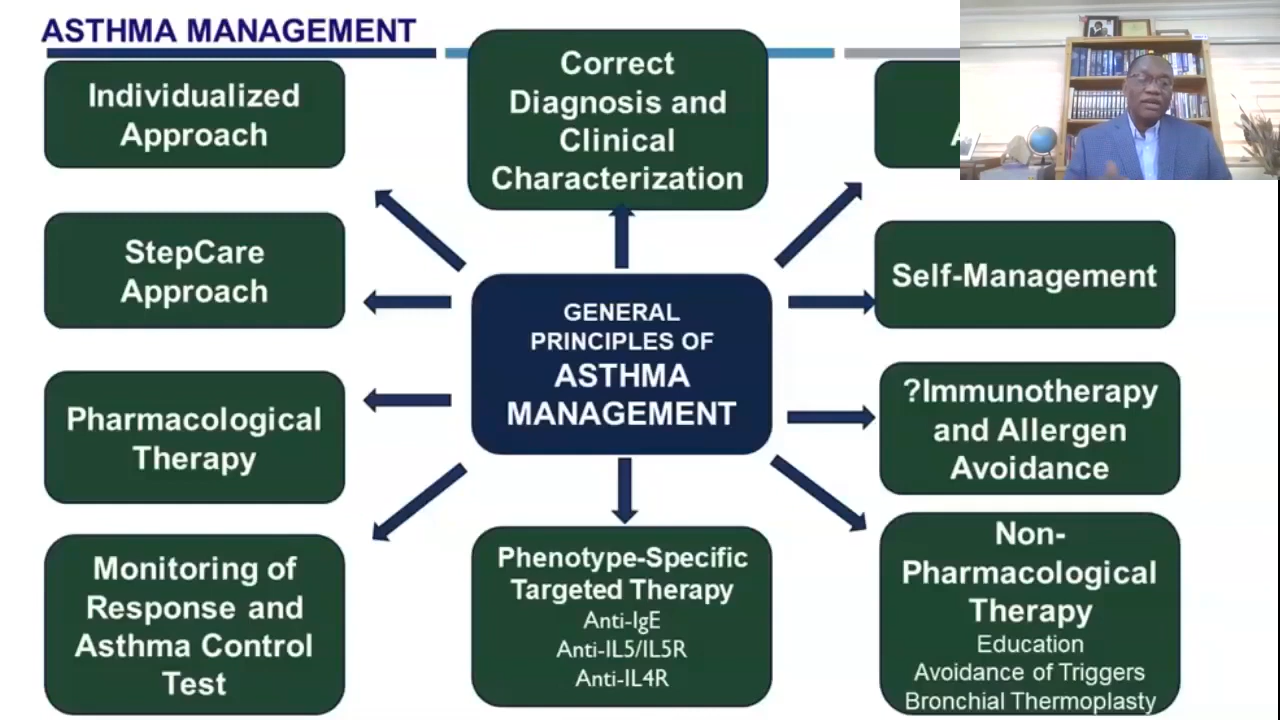 ASTHMA MANAGEMENT
Individualized
Approach
Correct
Diagnosis and
Clinical
Characterization
StepCare
Approach
Self-Management
GENERAL
PRINCIPLES OF
ASTHMA
MANAGEMENT
Pharmacological
Therapy
?Immunotherapy
and Allergen
Avoidance
Monitoring of
Response and
Asthma Control
Test
Phenotype-Specific
Targeted Therapy
Anti-IgE
Anti-IL5/IL5R
Anti-IL4R
Non-
Pharmacological
Therapy
Education
Avoidance of Triggers
Bronchial Thermoplasty